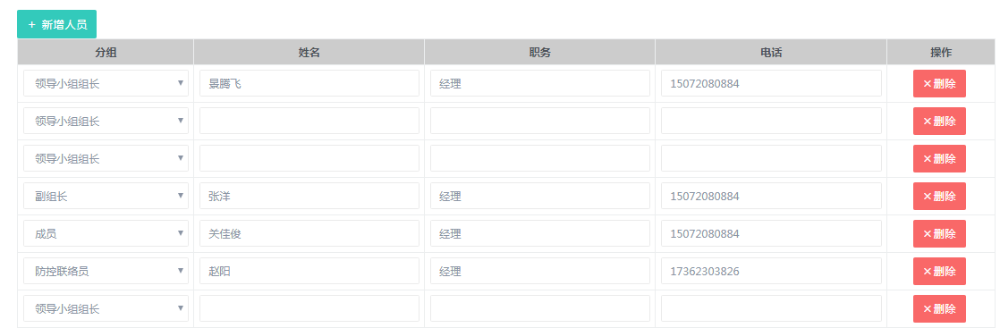 + 新增人员
分组 姓名 职务 电话 操作
领导小组组长 景腾飞 经理 15072080884 ×删除
领导小组组长 ×删除
领导小组组长 ×删除
副组长 张洋 经理 15072080884 ×删除
成员 关佳俊 经理 15072080884 ×删除
防控联络员 赵阳 经理 17362303826 ×删除
领导小组组长 ×删除